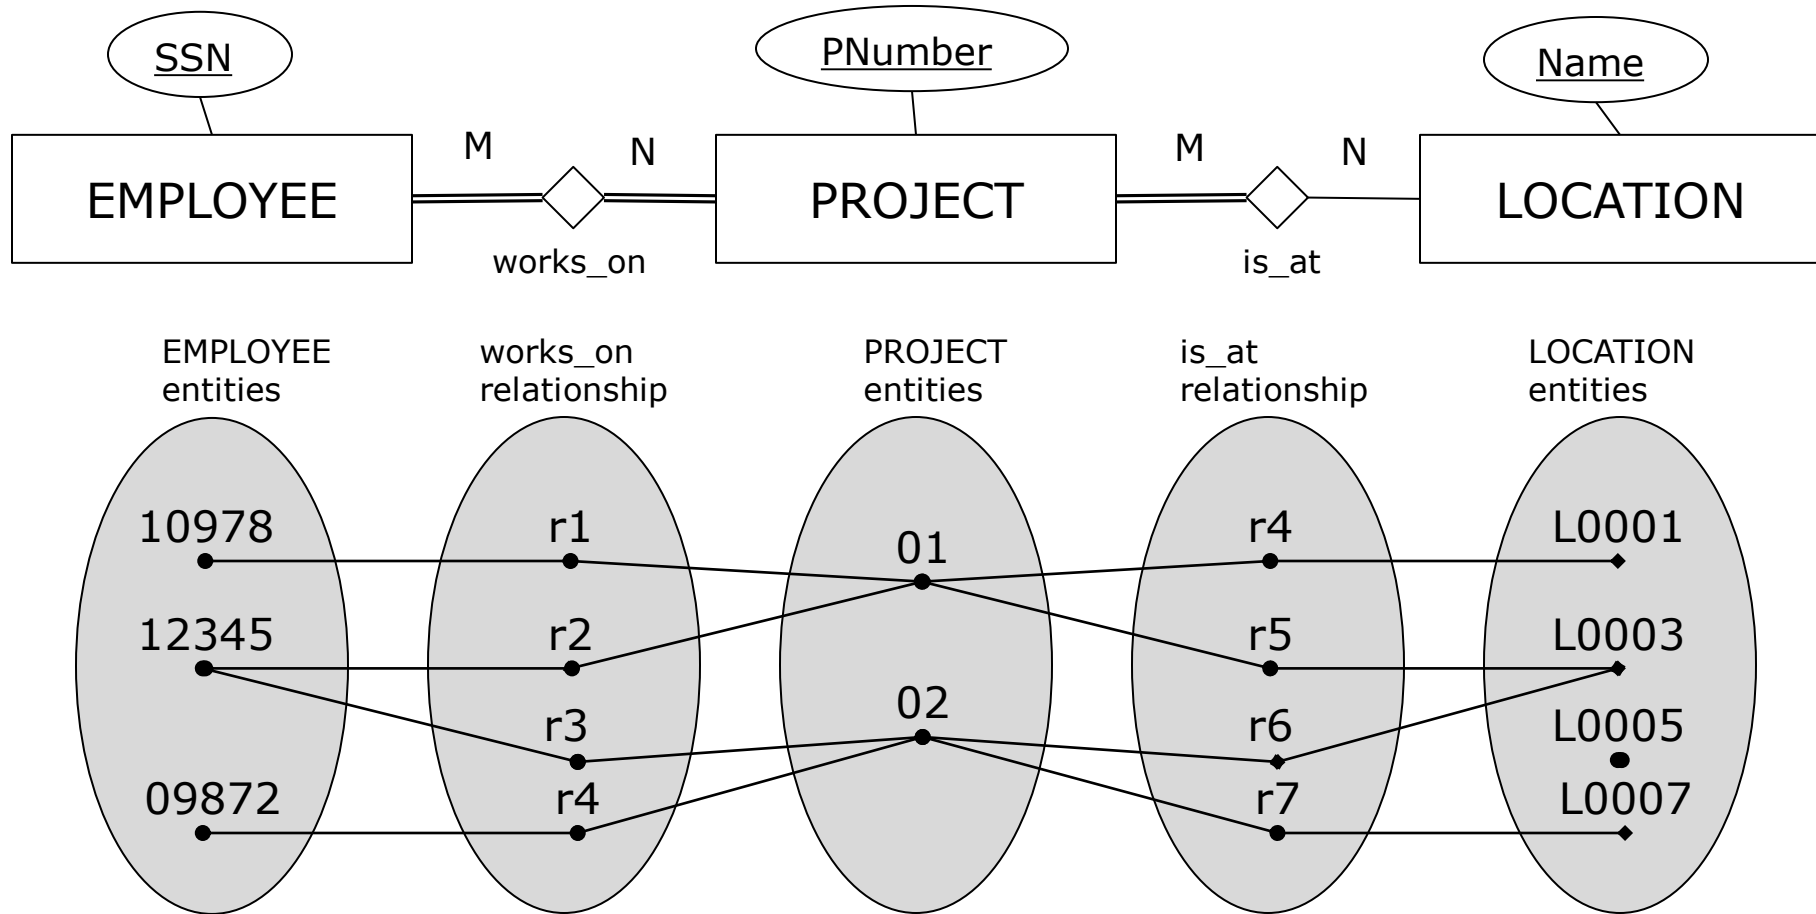 SSN
PNumber
Name
M
N
M
N
EMPLOYEE
PROJECT
LOCATION
works_on
is_at
EMPLOYEE
entities
works_on
relationship
PROJECT
entities
is_at
relationship
LOCATION
entities
10978
r1
01
r4
L0001
12345
r2
r5
L0003
r3
02
r6
L0005
09872
r4
r7
L0007